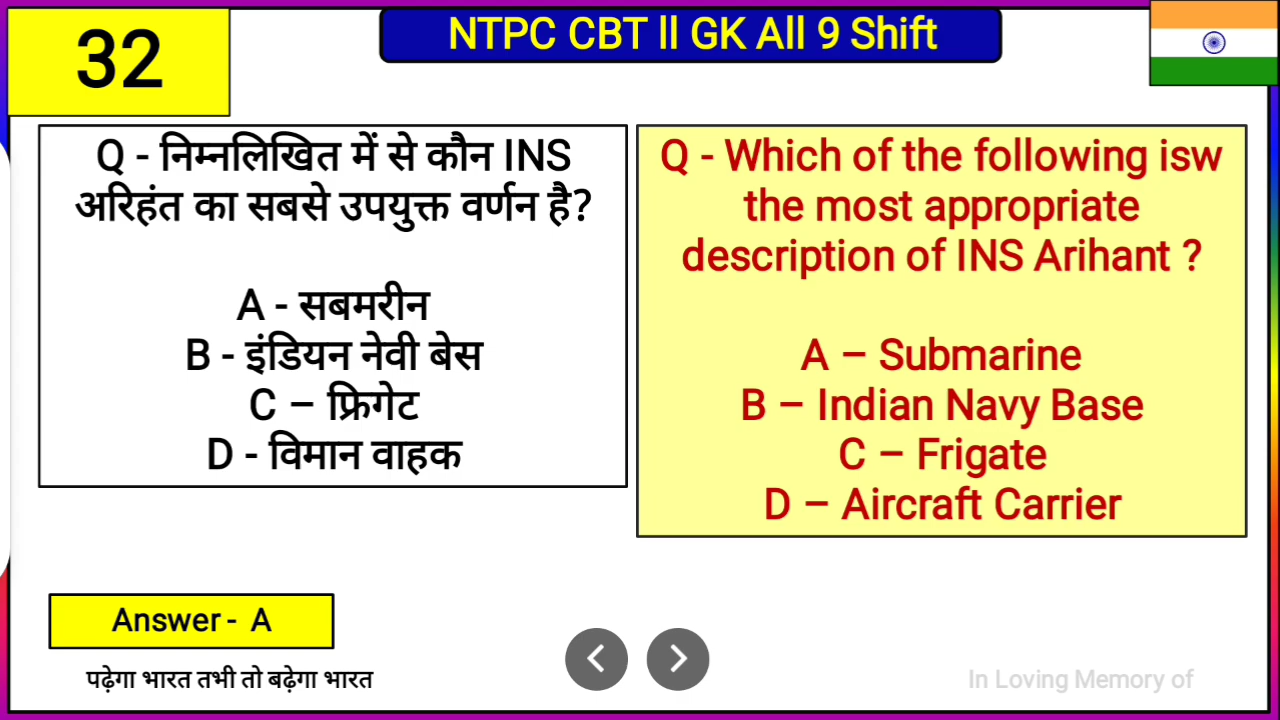 32
NTPC CBT ll GK All 9 Shift
Q - निम्नलिखित में से कौन INS
अरिहंत का सबसे उपयुक्त वर्णन है?
A - सबमरीन
B - इंडियन नेवी बेस
C – फ्रिगेट
D - विमान वाहक
Q - Which of the following isw
the most appropriate
description of INS Arihant ?
A – Submarine
B – Indian Navy Base
C – Frigate
D – Aircraft Carrier
Answer - A
पढ़ेगा भारत तभी तो बढ़ेगा भारत
In Loving Memory of